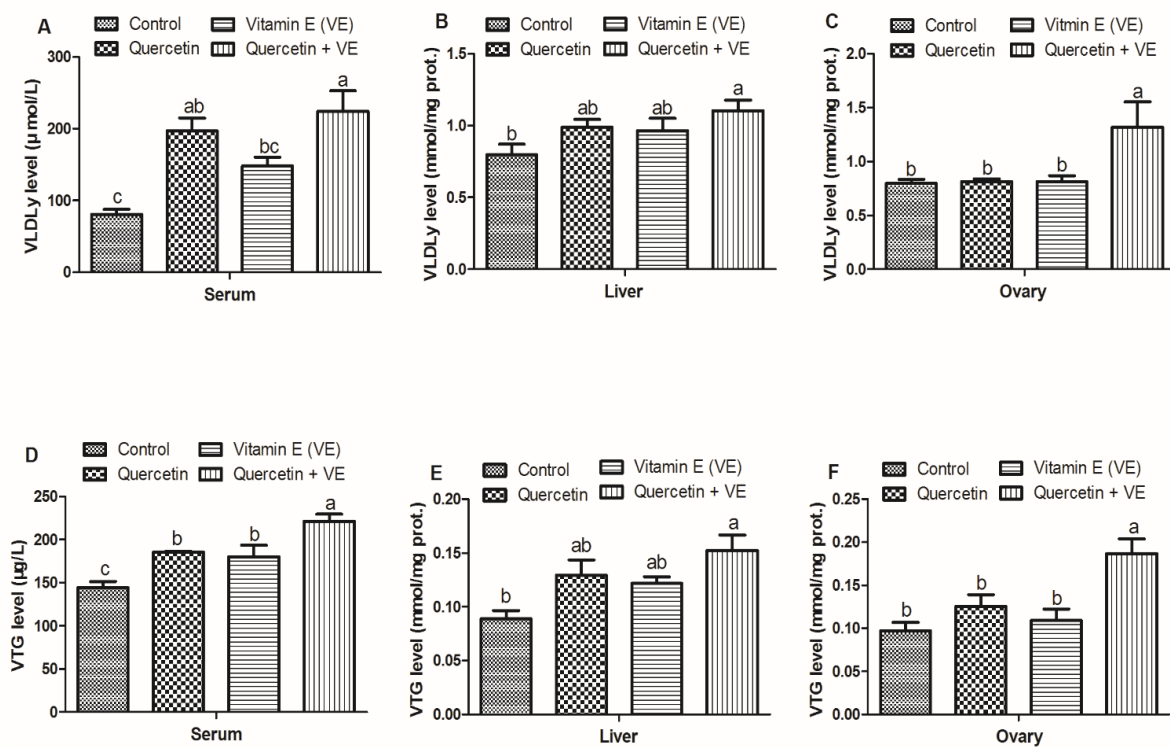 A
Control
Vitamin E (VE)
Quercetin
Quercetin + VE
VLDLy level (µmol/L)
300
200
100
0
c
ab
bc
a
Serum
B
Control
Vitamin E (VE)
Quercetin
Quercetin + VE
VLDLy level (mmol/mg prot.)
1.5
1.0
0.5
0.0
b
ab
ab
a
Liver
C
Control
Vitmin E (VE)
Quercetin
Quercetin + VE
VLDLy level (mmol/mg prot.)
2.0
1.5
1.0
0.5
0.0
b
b
b
a
Ovary
D
Control
Vitamin E (VE)
Quercetin
Quercetin + VE
VTG level (µg/L)
250
200
150
100
50
0
c
b
b
a
Serum
E
Control
Vitamin E (VE)
Quercetin
Quercetin + VE
VTG level (mmol/mg prot.)
0.20
0.15
0.10
0.05
0.00
b
ab
ab
a
Liver
F
Control
Vitamin E (VE)
Quercetin
Quercetin + VE
VTG level (mmol/mg prot.)
0.25
0.20
0.15
0.10
0.05
0.00
b
b
b
a
Ovary